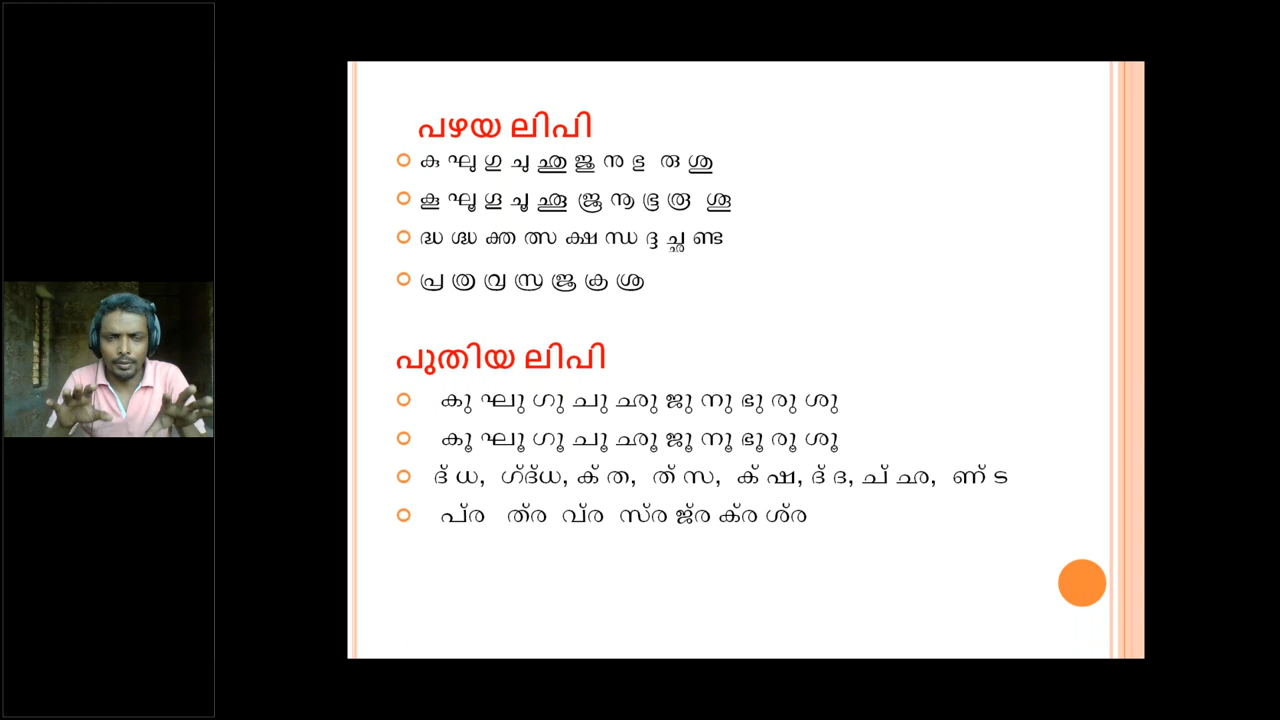 പഴയ ലിപി
കു ഘു ഗു ചു ഛു ജു നു ഭു രു ശു
കൂ ഘൂ ഗൂ ചൂ ഛൂ ജൂ നൂ ഭൂ രൂ ശൂ
ദ്ധ ഗ്ദ്ധ ക്ത ത്സ ക്ഷ ന്ധ ദ്ദ ച്ഛ ണ്ട
പ്ര ത്ര വ്ര സ്ര ജ്ര ക്ര ശ്ര
പുതിയ ലിപി
കു ഘു ഗു ചു ഛു ജു നു ഭു രു ശു
കൂ ഘൂ ഗൂ ചൂ ഛൂ ജൂ നൂ ഭൂ രൂ ശൂ
ദ് ധ, ഗ്ദ്ധ, ക് ത, ത് സ, ക് ഷ, ദ് ദ, ച് ഛ, ണ് ട
പ്ര ത്ര വ്ര സ്ര ജ്ര ക്ര ശ്ര